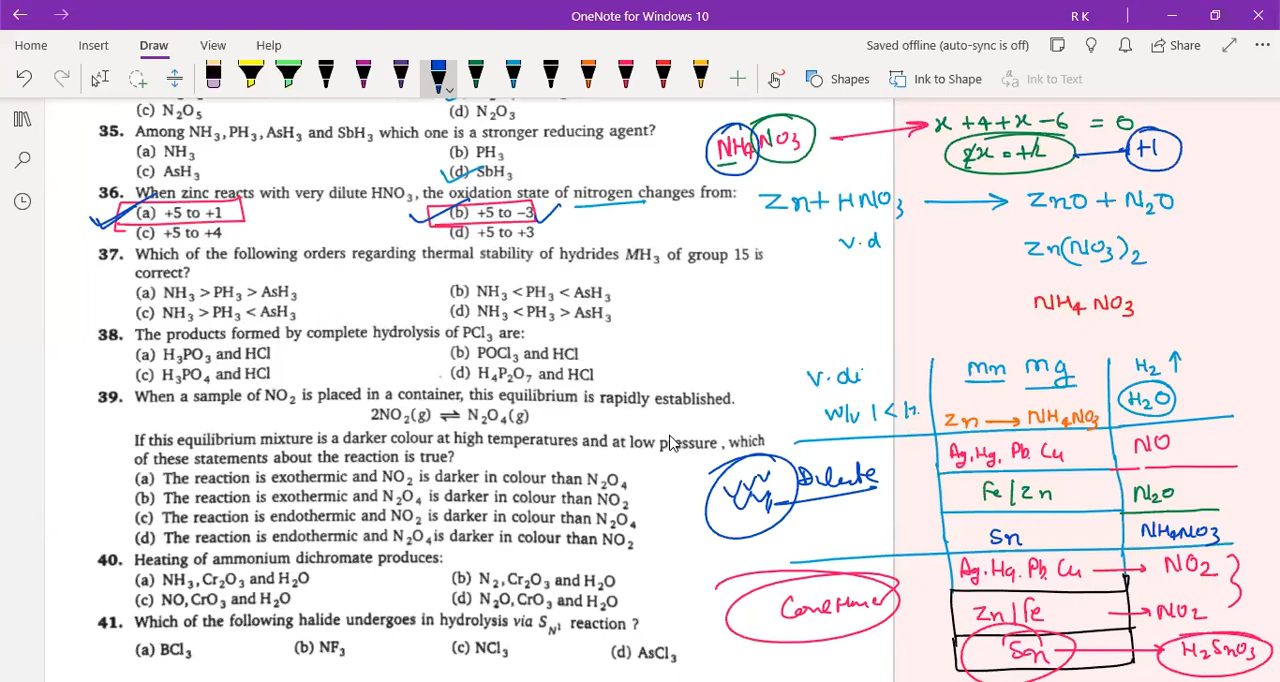 OneNote for Windows 10
R K
Home Insert Draw View Help
Saved offline (auto-sync is off)
Share
Shapes
Ink to Shape
Ink to Text
(c) N₂O₅ (d) N₂O₃
35. Among NH₃, PH₃, AsH₃ and SbH₃ which one is a stronger reducing agent?
(a) NH₃ (b) PH₃
(c) AsH₃ (d) SbH₃
36. When zinc reacts with very dilute HNO₃, the oxidation state of nitrogen changes from:
(a) +5 to +1 (b) +5 to −3
(c) +5 to +4 (d) +5 to +3
37. Which of the following orders regarding thermal stability of hydrides MH₃ of group 15 is
correct?
(a) NH₃ > PH₃ > AsH₃ (b) NH₃ < PH₃ < AsH₃
(c) NH₃ > PH₃ < AsH₃ (d) NH₃ < PH₃ > AsH₃
38. The products formed by complete hydrolysis of PCl₃ are:
(a) H₃PO₃ and HCl (b) POCl₃ and HCl
(c) H₃PO₄ and HCl (d) H₄P₂O₇ and HCl
39. When a sample of NO₂ is placed in a container, this equilibrium is rapidly established.
2NO₂(g) ⇌ N₂O₄(g)
If this equilibrium mixture is a darker colour at high temperatures and at low pressure, which
of these statements about the reaction is true?
(a) The reaction is exothermic and NO₂ is darker in colour than N₂O₄
(b) The reaction is exothermic and N₂O₄ is darker in colour than NO₂
(c) The reaction is endothermic and NO₂ is darker in colour than N₂O₄
(d) The reaction is endothermic and N₂O₄ is darker in colour than NO₂
40. Heating of ammonium dichromate produces:
(a) NH₃, Cr₂O₃ and H₂O (b) N₂, Cr₂O₃ and H₂O
(c) NO, CrO₃ and H₂O (d) N₂O, CrO₃ and H₂O
41. Which of the following halide undergoes in hydrolysis via S_N¹ reaction ?
(a) BCl₃ (b) NF₃ (c) NCl₃ (d) AsCl₃
NH₄ NO₃ x + 4 + x − 6 = 0
2x = +2 +1
Zn + HNO₃ → ZnO + N₂O
v.d Zn(NO₃)₂
NH₄ NO₃
v. di mn mg H₂ ↑
w/v H₂O
Zn → NH₄NO₃
Ag, Hg, Pb, Cu NO
Dilute Fe / Zn N₂O
Sn NH₄NO₃
Ag, Hg, Pb, Cu → NO₂
Zn / Fe → NO₂
Sn → H₂SnO₃